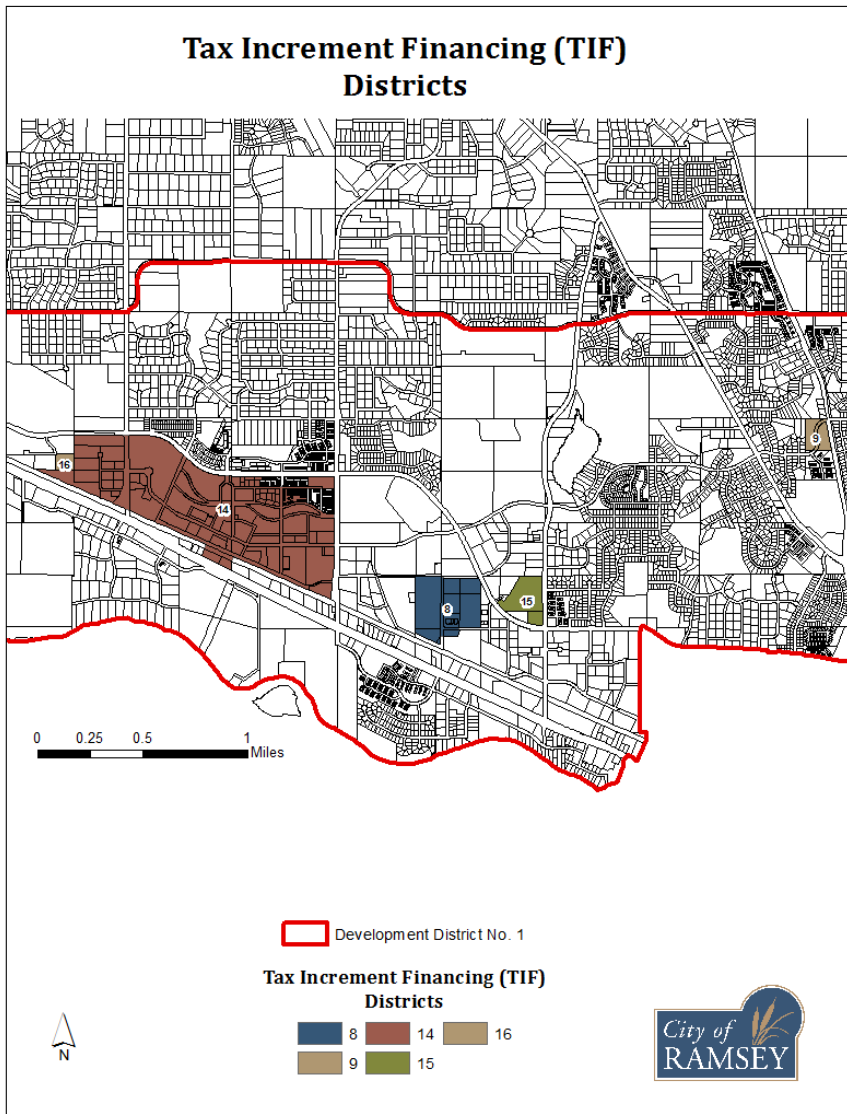 Tax Increment Financing (TIF)
Districts
9
16
14
8
15
0 0.25 0.5 1
Miles
Development District No. 1
Tax Increment Financing (TIF)
Districts
8 14 16
9 15
N
City of
RAMSEY